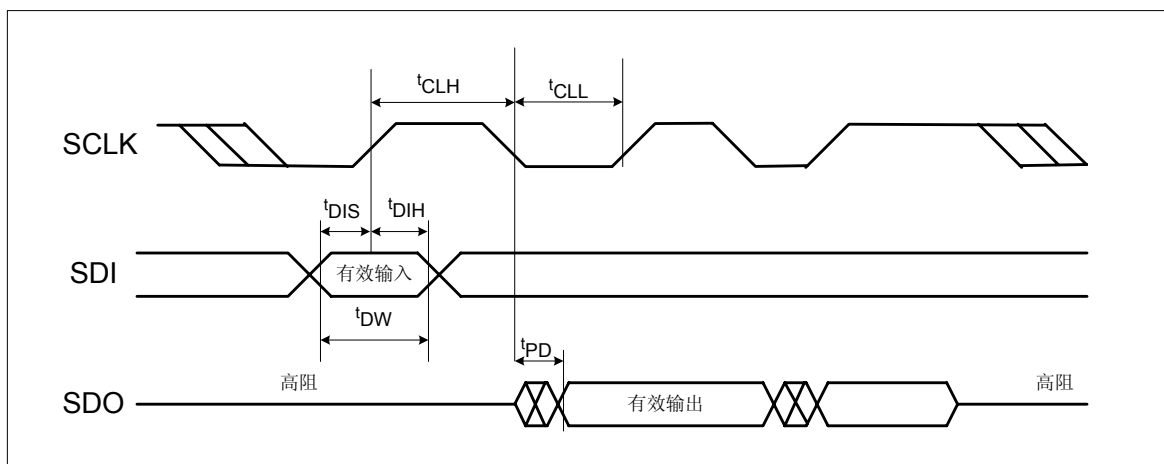 tCLH
tCLL
SCLK
tDIS
tDIH
SDI
有效输入
tDW
tPD
高阻
高阻
SDO
有效输出